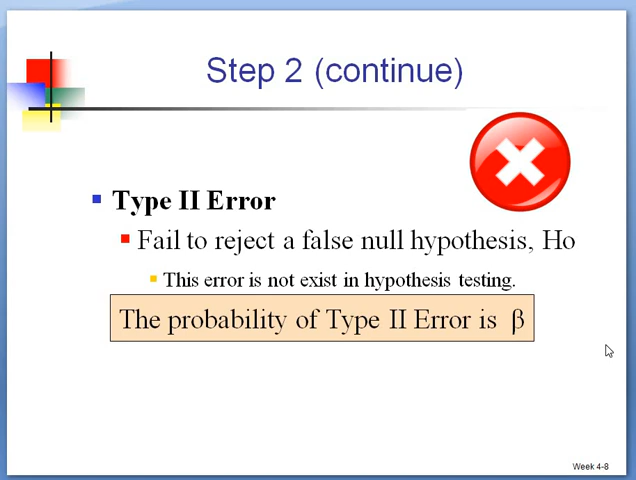 Step 2 (continue)
Type II Error
Fail to reject a false null hypothesis, Ho
This error is not exist in hypothesis testing.
The probability of Type II Error is β
Week 4-8